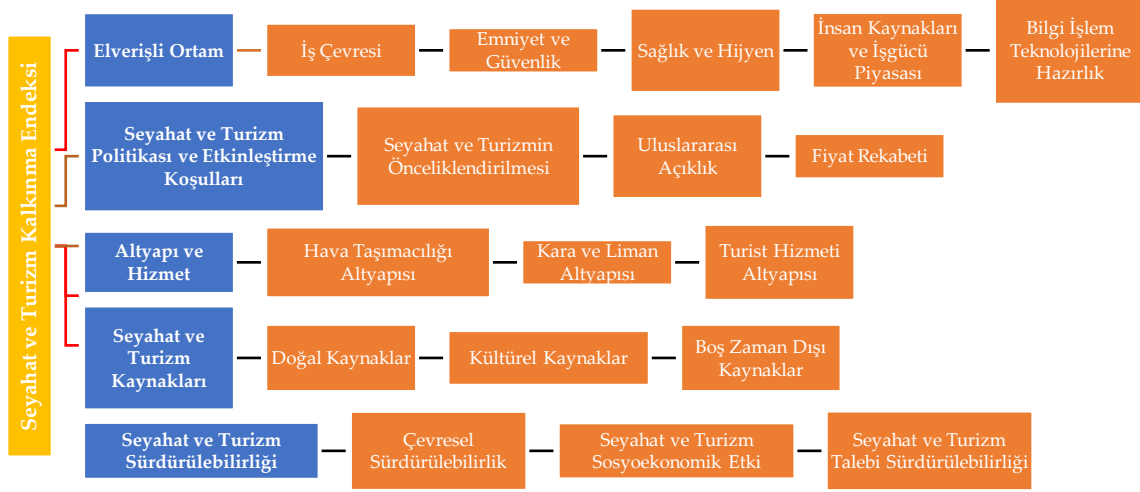 Seyahat ve Turizm Kalkınma Endeksi
Elverişli Ortam
İş Çevresi
Emniyet ve
Güvenlik
Sağlık ve Hijyen
İnsan Kaynakları
ve İşgücü
Piyasası
Bilgi İşlem
Teknolojilerine
Hazırlık
Seyahat ve Turizm
Politikası ve Etkinleştirme
Koşulları
Seyahat ve Turizmin
Önceliklendirilmesi
Uluslararası
Açıklık
Fiyat Rekabeti
Altyapı ve
Hizmet
Hava Taşımacılığı
Altyapısı
Kara ve Liman
Altyapısı
Turist Hizmeti
Altyapısı
Seyahat ve
Turizm
Kaynakları
Doğal Kaynaklar
Kültürel Kaynaklar
Boş Zaman Dışı
Kaynaklar
Seyahat ve Turizm
Sürdürülebilirliği
Çevresel
Sürdürülebilirlik
Seyahat ve Turizm
Sosyoekonomik Etki
Seyahat ve Turizm
Talebi Sürdürülebilirliği